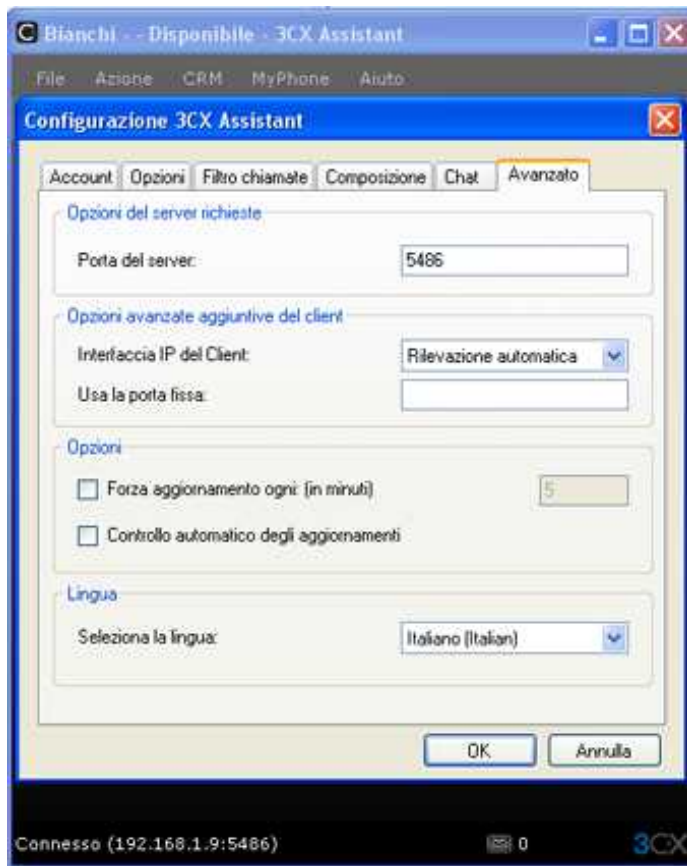 Bianchi - - Disponibile - 3CX Assistant
File Azione CRM MyPhone Aiuto
Configurazione 3CX Assistant
Account Opzioni Filtro chiamate Composizione Chat Avanzato
Opzioni del server richieste
Porta del server: 5486
Opzioni avanzate aggiuntive del client
Interfaccia IP del Client: Rilevazione automatica
Usa la porta fissa:
Opzioni
Forza aggiornamento ogni: (in minuti) 5
Controllo automatico degli aggiornamenti
Lingua
Seleziona la lingua: Italiano (Italian)
OK Annulla
Connesso (192.168.1.9:5486) 0 3CX